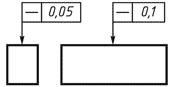 — 0,05
— 0,1